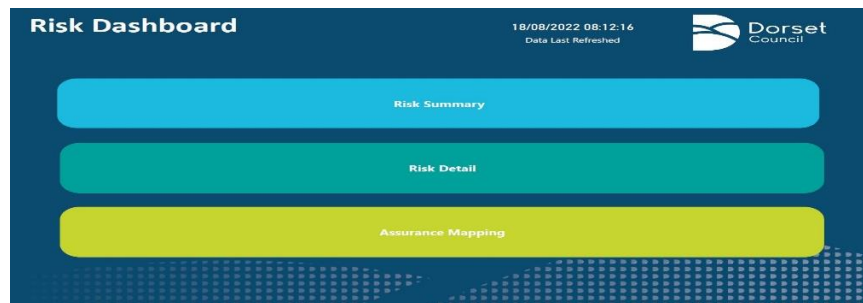 Risk Dashboard
18/08/2022 08:12:16
Data Last Refreshed
Dorset
Council
Risk Summary
Risk Detail
Assurance Mapping